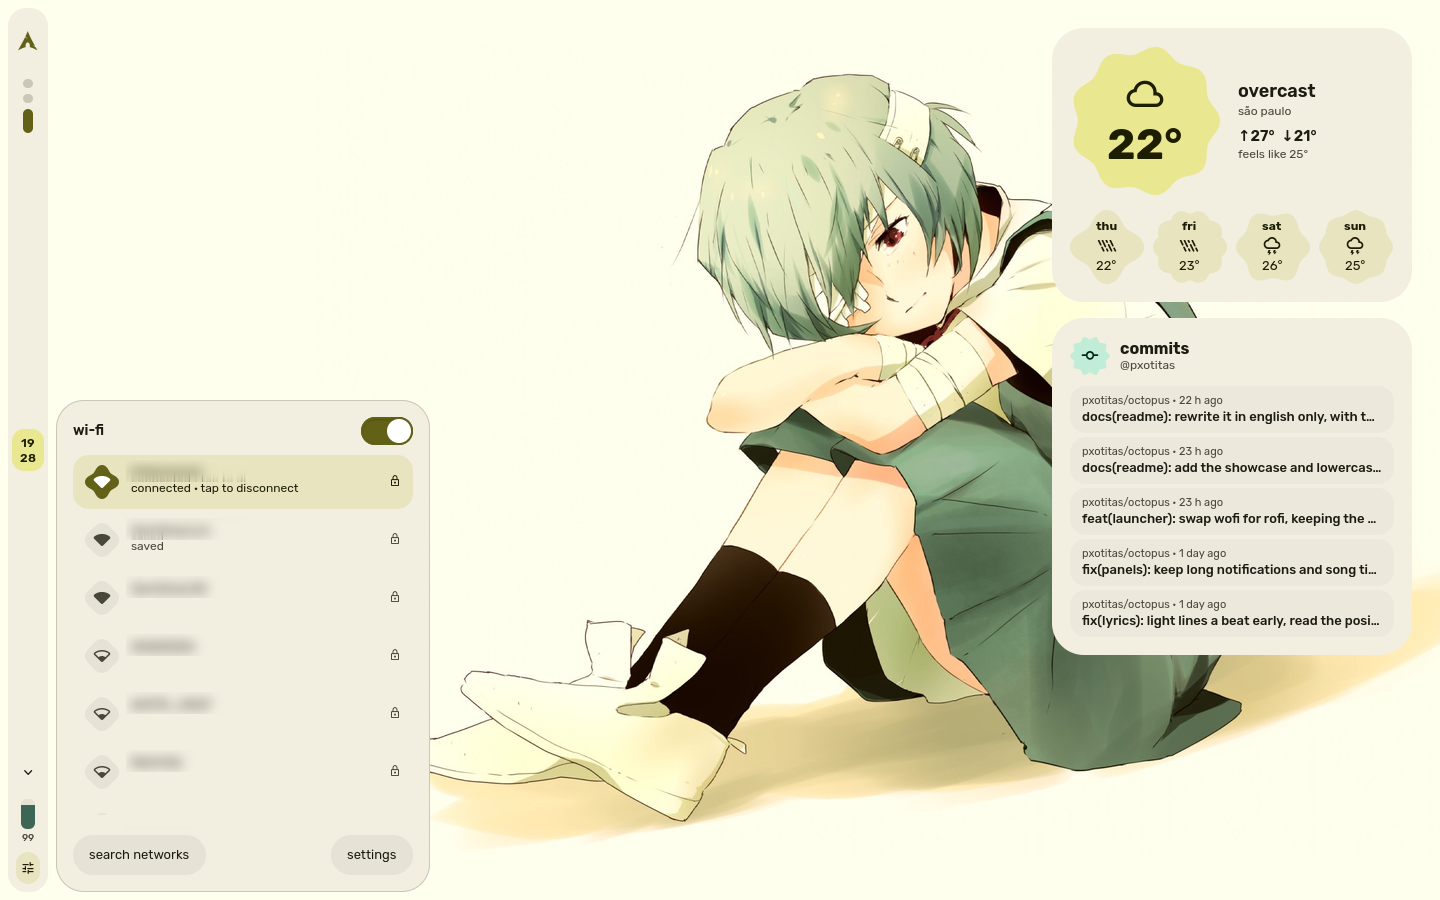 19
28
99
wi-fi
connected • tap to disconnect
saved
search networks
settings
22°
overcast
são paulo
↑27° ↓21°
feels like 25°
thu
22°
fri
23°
sat
26°
sun
25°
commits
@pxotitas
pxotitas/octopus • 22 h ago
docs(readme): rewrite it in english only, with t...
pxotitas/octopus • 23 h ago
docs(readme): add the showcase and lowercas...
pxotitas/octopus • 23 h ago
feat(launcher): swap wofi for rofi, keeping the ...
pxotitas/octopus • 1 day ago
fix(panels): keep long notifications and song ti...
pxotitas/octopus • 1 day ago
fix(lyrics): light lines a beat early, read the posi...